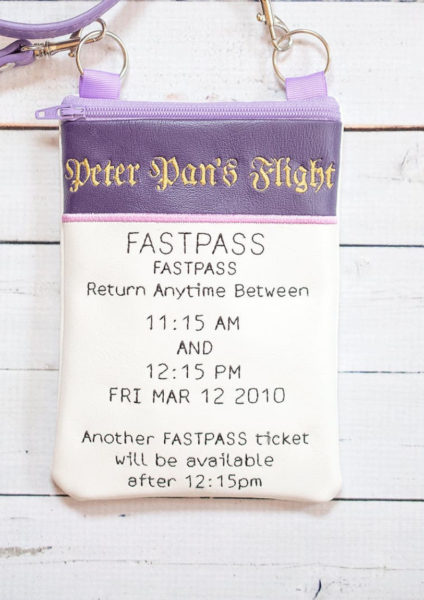 Peter Pan's Flight
FASTPASS
FASTPASS
Return Anytime Between
11:15 AM
AND
12:15 PM
FRI MAR 12 2010
Another FASTPASS ticket
will be available
after 12:15pm